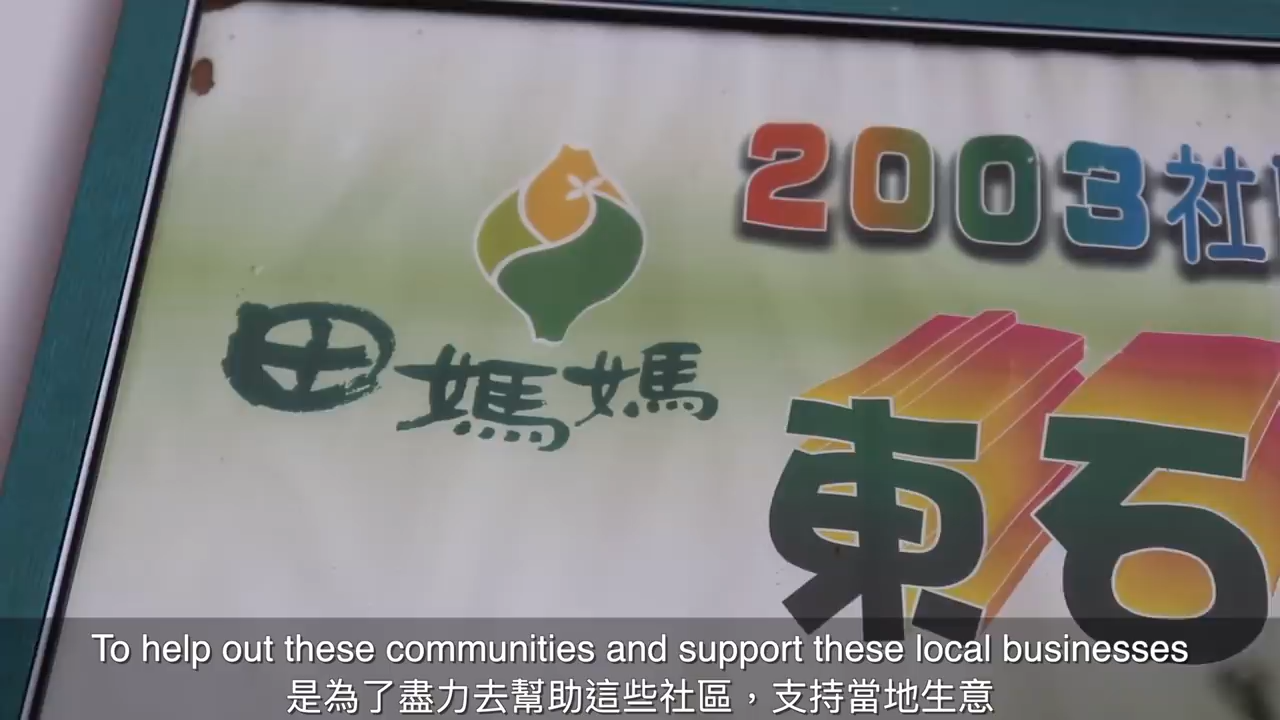 2003社
田媽媽
東石
To help out these communities and support these local businesses
是為了盡力去幫助這些社區，支持當地生意